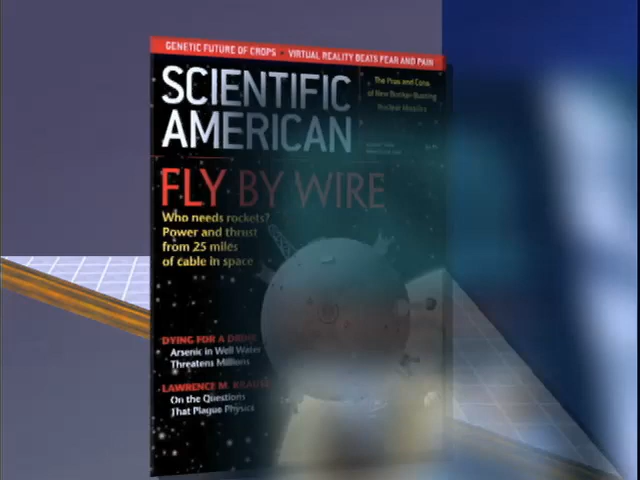 GENETIC FUTURE OF CROPS • VIRTUAL REALITY BEATS FEAR AND PAIN
SCIENTIFIC
AMERICAN
The Pros and Cons
of New Bunker-Busting
Nuclear Missiles
FLY BY WIRE
Who needs rockets?
Power and thrust
from 25 miles
of cable in space
DYING FOR A DRINK
Arsenic in Well Water
Threatens Millions
LAWRENCE M. KRAUSS
On the Questions
That Plague Physics